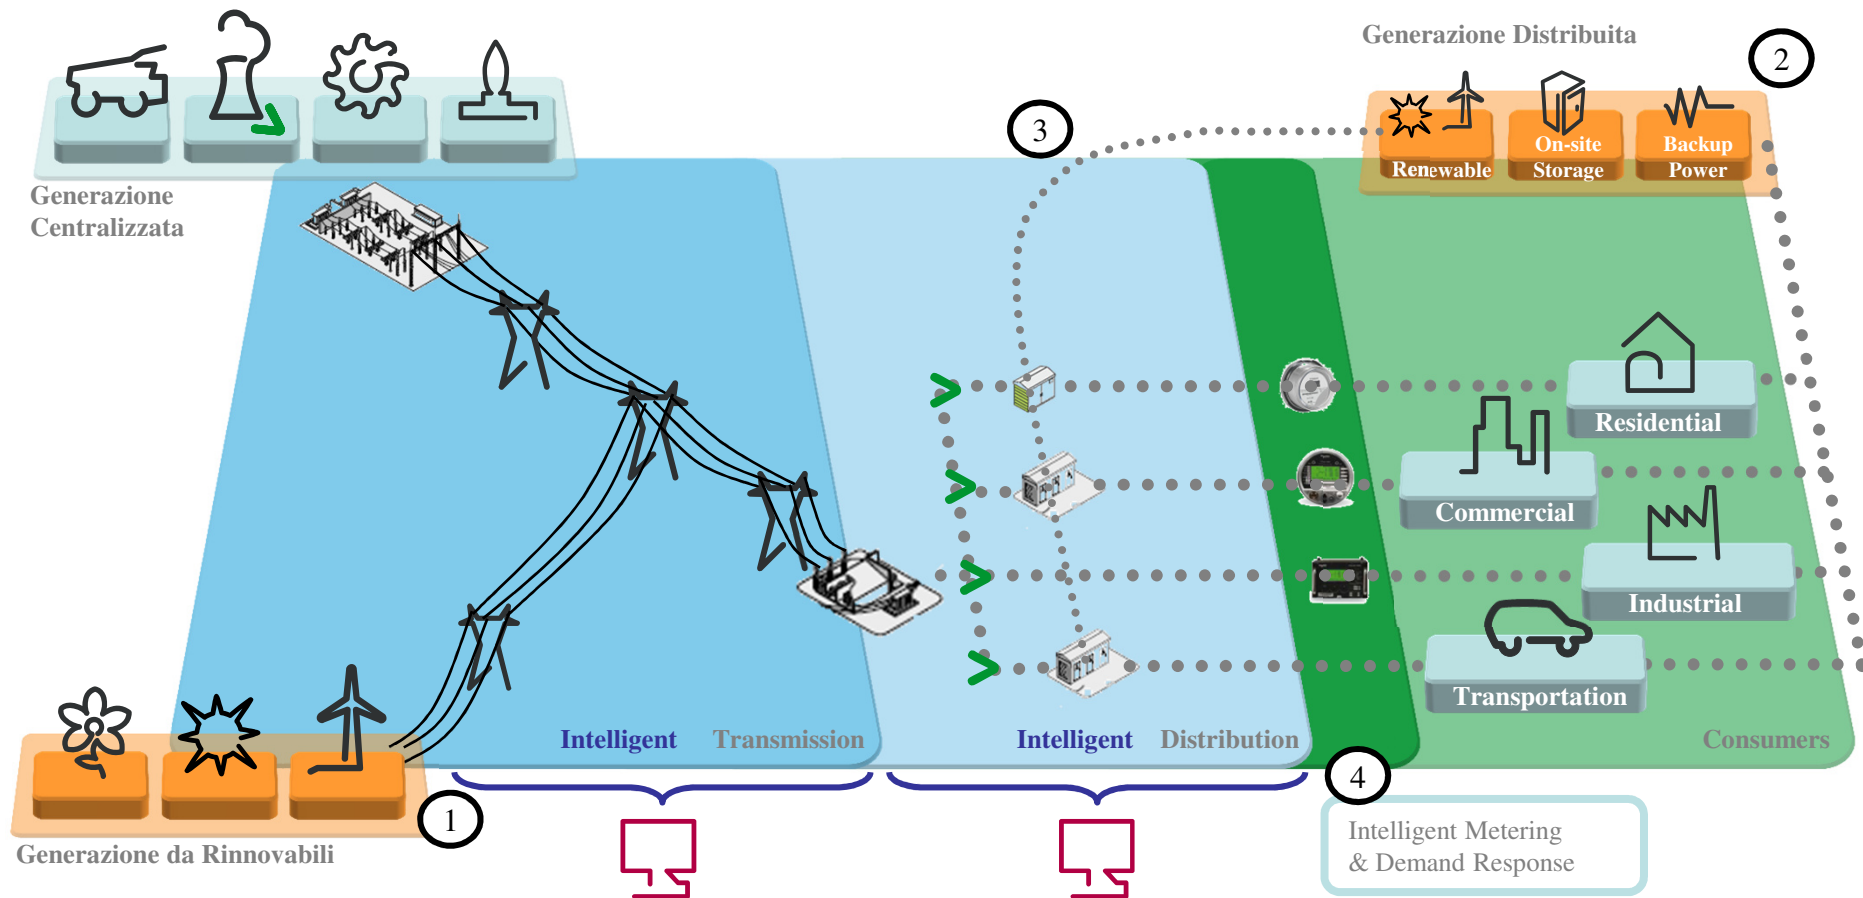 Generazione Distribuita
2
3
On-site
Backup
Renewable
Storage
Power
Generazione
Centralizzata
Residential
Commercial
Industrial
Transportation
Intelligent Transmission
Intelligent Distribution
Consumers
4
1
Intelligent Metering
& Demand Response
Generazione da Rinnovabili